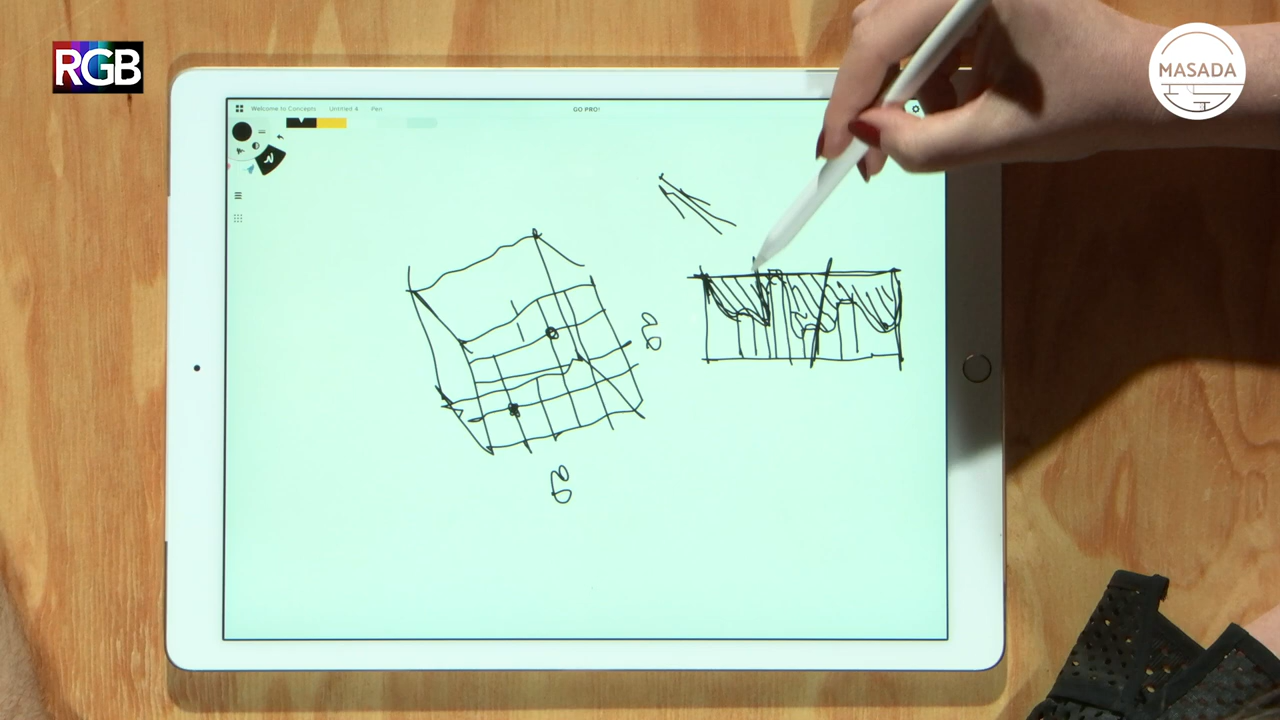 RGB
MASADA
Welcome to Concepts
Untitled 4
Pen
GO PRO!